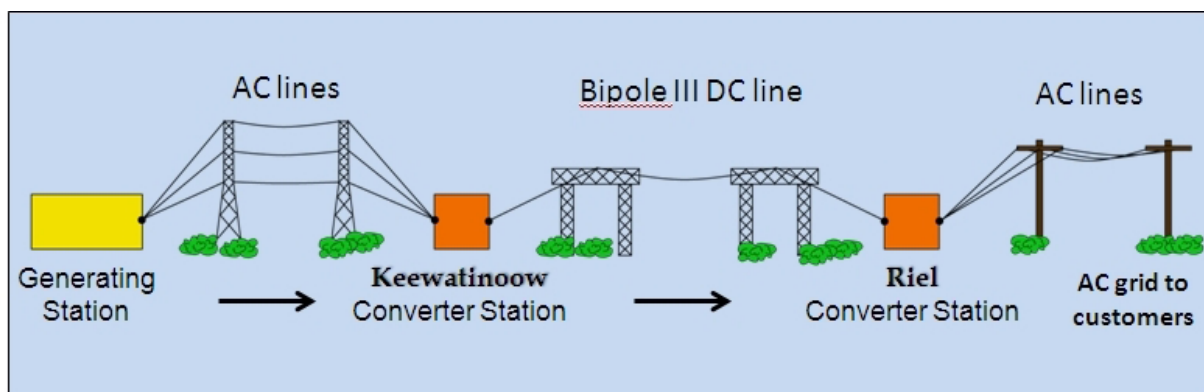 AC lines
Bipole III DC line
AC lines
Generating
Station
Keewatinoow
Converter Station
Riel
Converter Station
AC grid to
customers